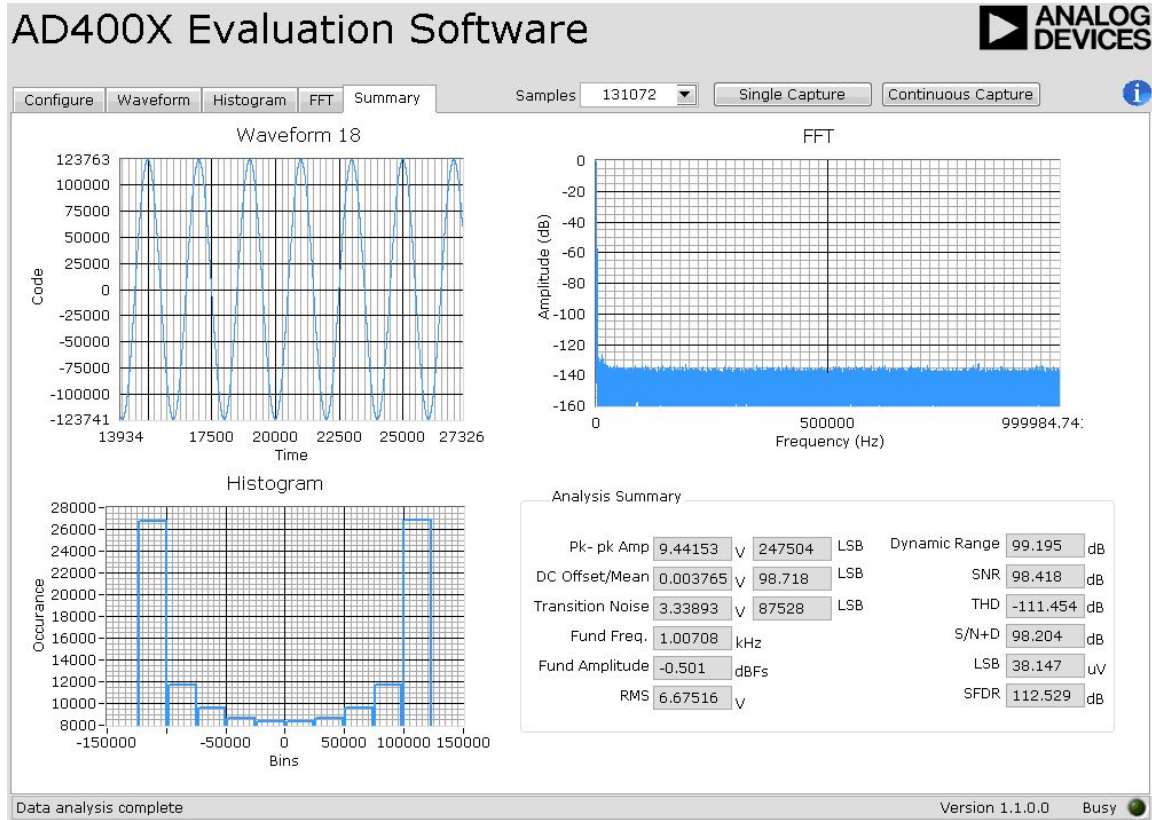 AD400X Evaluation Software
ANALOG
DEVICES
Configure Waveform Histogram FFT Summary Samples 131072 Single Capture Continuous Capture i
Waveform 18
Code
123763
100000
75000
50000
25000
0
-25000
-50000
-75000
-100000
-123741
13934 17500 20000 22500 25000 27326
Time
FFT
Amplitude (dB)
0
-20
-40
-60
-80
-100
-120
-140
-160
0 500000 999984.74
Frequency (Hz)
Histogram
Occurance
28000
26000
24000
22000
20000
18000
16000
14000
12000
10000
8000
-150000 -50000 0 50000 100000 150000
Bins
Analysis Summary
Pk- pk Amp 9.44153 V 247504 LSB
DC Offset/Mean 0.003765 V 98.718 LSB
Transition Noise 3.33893 V 87528 LSB
Fund Freq. 1.00708 kHz
Fund Amplitude -0.501 dBFs
RMS 6.67516 V
Dynamic Range 99.195 dB
SNR 98.418 dB
THD -111.454 dB
S/N+D 98.204 dB
LSB 38.147 uV
SFDR 112.529 dB
Data analysis complete Version 1.1.0.0 Busy